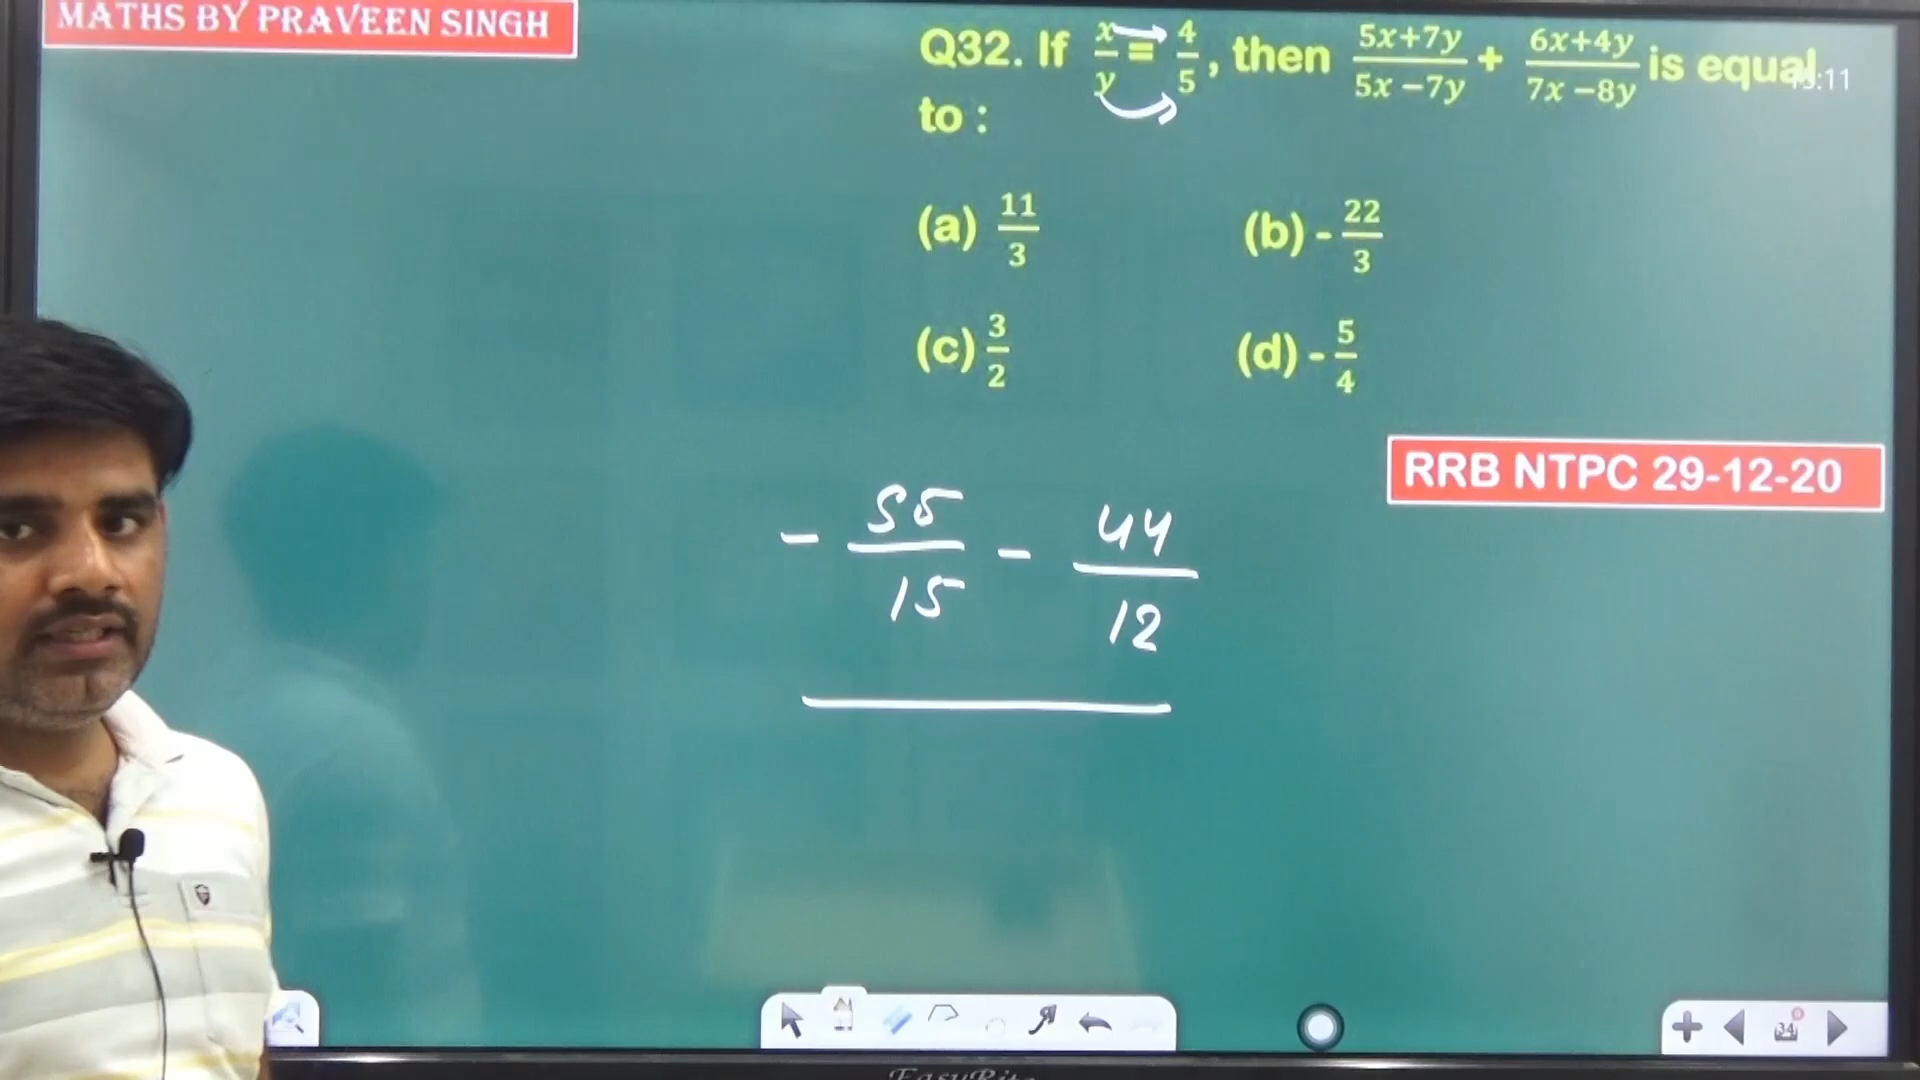 MATHS BY PRAVEEN SINGH
Q32. If x/y = 4/5, then (5x+7y)/(5x−7y) + (6x+4y)/(7x−8y) is equal
to :
(a) 11/3 (b) - 22/3
(c) 3/2 (d) - 5/4
RRB NTPC 29-12-20
- 55/15 - 44/12
34